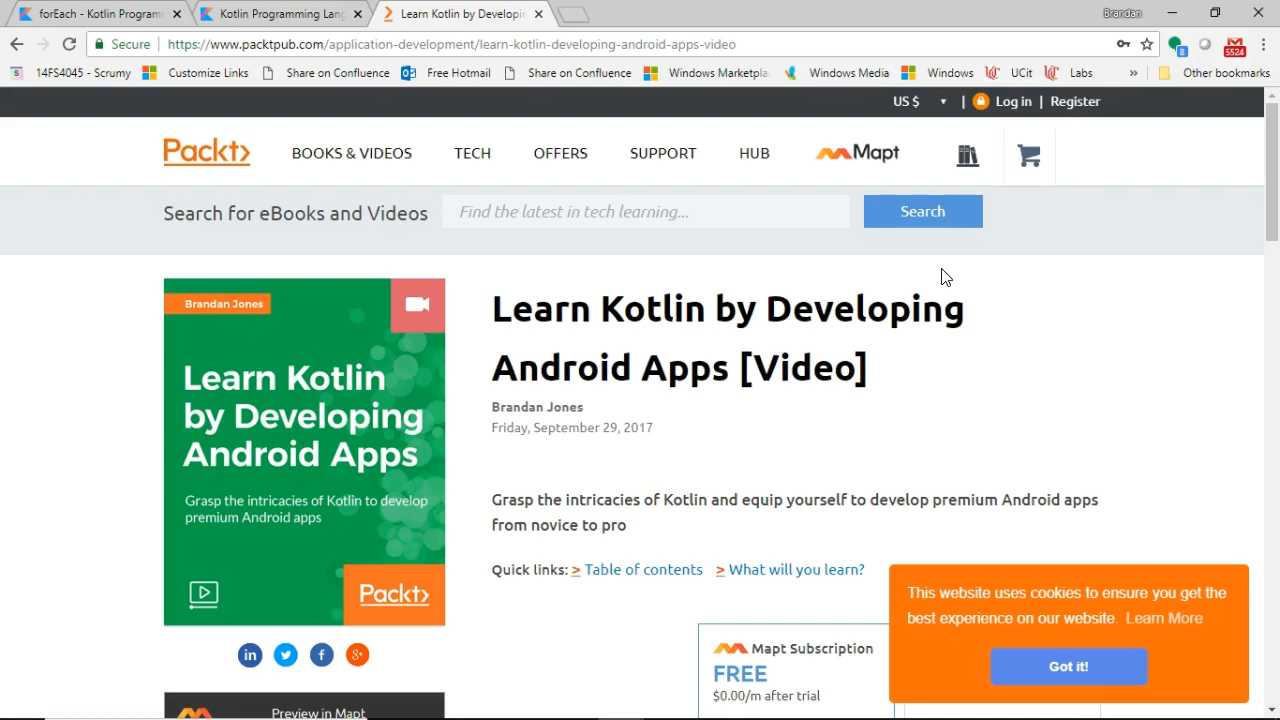 forEach - Kotlin Program
Kotlin Programming Lang
Learn Kotlin by Developin
Brandan
Secure
https://www.packtpub.com/application-development/learn-kotlin-developing-android-apps-video
8
5524
14FS4045 - Scrumy
Customize Links
Share on Confluence
Free Hotmail
Share on Confluence
Windows Marketpla
Windows Media
Windows
UCit
Labs
»
Other bookmarks
US $
|
Log in
|
Register
Packt>
BOOKS & VIDEOS
TECH
OFFERS
SUPPORT
HUB
Mapt
Search for eBooks and Videos
Find the latest in tech learning...
Search
Brandan Jones
Learn Kotlin
by Developing
Android Apps
Grasp the intricacies of Kotlin to develop
premium Android apps
Packt>
Learn Kotlin by Developing
Android Apps [Video]
Brandan Jones
Friday, September 29, 2017
Grasp the intricacies of Kotlin and equip yourself to develop premium Android apps
from novice to pro
Quick links: > Table of contents > What will you learn?
in
f
g+
Preview in Mapt
Mapt Subscription
FREE
$0.00/m after trial
This website uses cookies to ensure you get the
best experience on our website. Learn More
Got it!